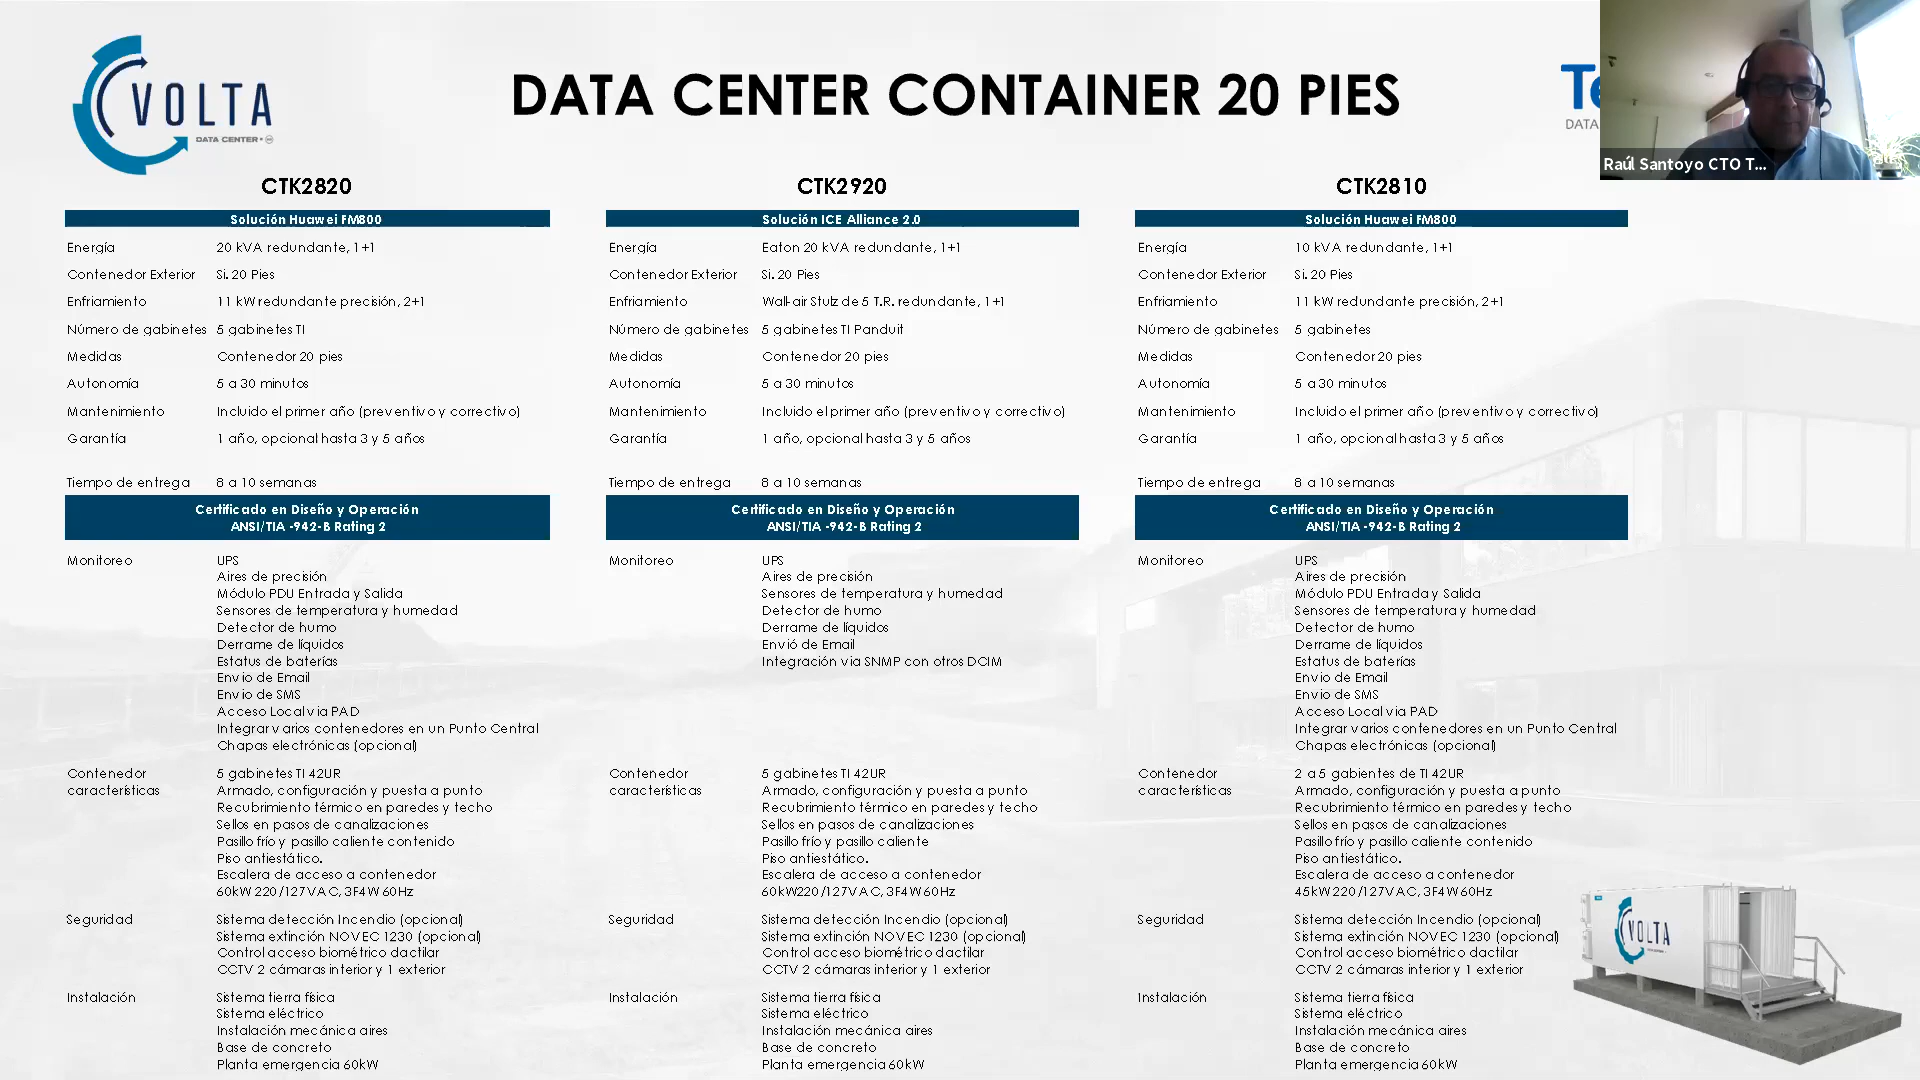 VOLTA
DATA CENTER
DATA CENTER CONTAINER 20 PIES
Te
DATA
Raúl Santoyo CTO T...
CTK2820
Solución Huawei FM800
Energía 20 kVA redundante, 1+1
Contenedor Exterior Si. 20 Pies
Enfriamiento 11 kW redundante precisión, 2+1
Número de gabinetes 5 gabinetes TI
Medidas Contenedor 20 pies
Autonomía 5 a 30 minutos
Mantenimiento Incluido el primer año (preventivo y correctivo)
Garantía 1 año, opcional hasta 3 y 5 años
Tiempo de entrega 8 a 10 semanas
Certificado en Diseño y Operación
ANSI/TIA -942-B Rating 2
Monitoreo UPS
Aires de precisión
Módulo PDU Entrada y Salida
Sensores de temperatura y humedad
Detector de humo
Derrame de líquidos
Estatus de baterías
Envio de Email
Envio de SMS
Acceso Local via PAD
Integrar varios contenedores en un Punto Central
Chapas electrónicas (opcional)
Contenedor 5 gabinetes TI 42UR
características Armado, configuración y puesta a punto
Recubrimiento térmico en paredes y techo
Sellos en pasos de canalizaciones
Pasillo frío y pasillo caliente contenido
Piso antiestático.
Escalera de acceso a contenedor
60kW 220/127VAC, 3F4W 60Hz
Seguridad Sistema detección Incendio (opcional)
Sistema extinción NOVEC 1230 (opcional)
Control acceso biométrico dactilar
CCTV 2 cámaras interior y 1 exterior
Instalación Sistema tierra física
Sistema eléctrico
Instalación mecánica aires
Base de concreto
Planta emergencia 60kW
CTK2920
Solución ICE Alliance 2.0
Energía Eaton 20 kVA redundante, 1+1
Contenedor Exterior Si. 20 Pies
Enfriamiento Wall-air Stulz de 5 T.R. redundante, 1+1
Número de gabinetes 5 gabinetes TI Panduit
Medidas Contenedor 20 pies
Autonomía 5 a 30 minutos
Mantenimiento Incluido el primer año (preventivo y correctivo)
Garantía 1 año, opcional hasta 3 y 5 años
Tiempo de entrega 8 a 10 semanas
Certificado en Diseño y Operación
ANSI/TIA -942-B Rating 2
Monitoreo UPS
Aires de precisión
Sensores de temperatura y humedad
Detector de humo
Derrame de líquidos
Envió de Email
Integración via SNMP con otros DCIM
Contenedor 5 gabinetes TI 42UR
características Armado, configuración y puesta a punto
Recubrimiento térmico en paredes y techo
Sellos en pasos de canalizaciones
Pasillo frío y pasillo caliente
Piso antiestático.
Escalera de acceso a contenedor
60kW220/127VAC, 3F4W 60Hz
Seguridad Sistema detección Incendio (opcional)
Sistema extinción NOVEC 1230 (opcional)
Control acceso biométrico dactilar
CCTV 2 cámaras interior y 1 exterior
Instalación Sistema tierra física
Sistema eléctrico
Instalación mecánica aires
Base de concreto
Planta emergencia 60kW
CTK2810
Solución Huawei FM800
Energía 10 kVA redundante, 1+1
Contenedor Exterior Si. 20 Pies
Enfriamiento 11 kW redundante precisión, 2+1
Número de gabinetes 5 gabinetes
Medidas Contenedor 20 pies
Autonomía 5 a 30 minutos
Mantenimiento Incluido el primer año (preventivo y correctivo)
Garantía 1 año, opcional hasta 3 y 5 años
Tiempo de entrega 8 a 10 semanas
Certificado en Diseño y Operación
ANSI/TIA -942-B Rating 2
Monitoreo UPS
Aires de precisión
Módulo PDU Entrada y Salida
Sensores de temperatura y humedad
Detector de humo
Derrame de líquidos
Estatus de baterías
Envio de Email
Envio de SMS
Acceso Local via PAD
Integrar varios contenedores en un Punto Central
Chapas electrónicas (opcional)
Contenedor 2 a 5 gabientes de TI 42UR
características Armado, configuración y puesta a punto
Recubrimiento térmico en paredes y techo
Sellos en pasos de canalizaciones
Pasillo frío y pasillo caliente contenido
Piso antiestático.
Escalera de acceso a contenedor
45kW 220/127VAC, 3F4W 60Hz
Seguridad Sistema detección Incendio (opcional)
Sistema extinción NOVEC 1230 (opcional)
Control acceso biométrico dactilar
CCTV 2 cámaras interior y 1 exterior
Instalación Sistema tierra física
Sistema eléctrico
Instalación mecánica aires
Base de concreto
Planta emergencia 60kW
VOLTA